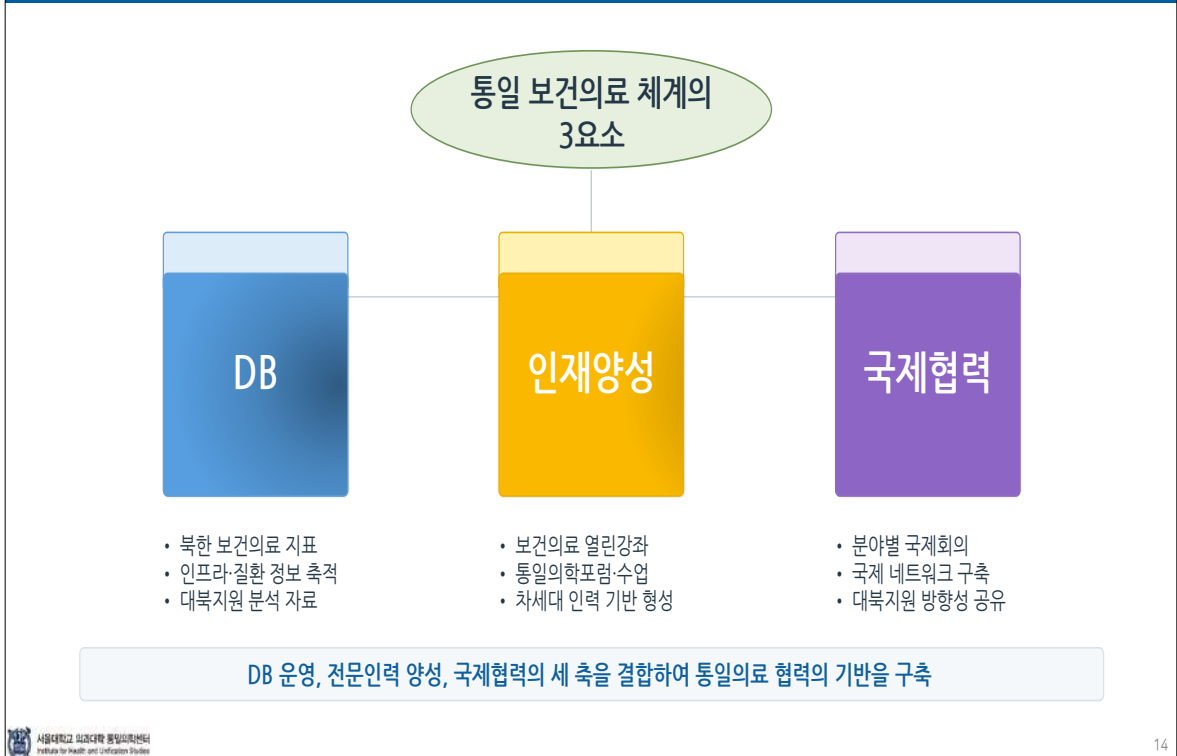 통일 보건의료 체계의
3요소
DB
인재양성
국제협력
• 북한 보건의료 지표
• 인프라·질환 정보 축적
• 대북지원 분석 자료
• 보건의료 열린강좌
• 통일의학포럼·수업
• 차세대 인력 기반 형성
• 분야별 국제회의
• 국제 네트워크 구축
• 대북지원 방향성 공유
DB 운영, 전문인력 양성, 국제협력의 세 축을 결합하여 통일의료 협력의 기반을 구축
서울대학교 의과대학 통일의학센터
Institute for Health and Unification Studies
14